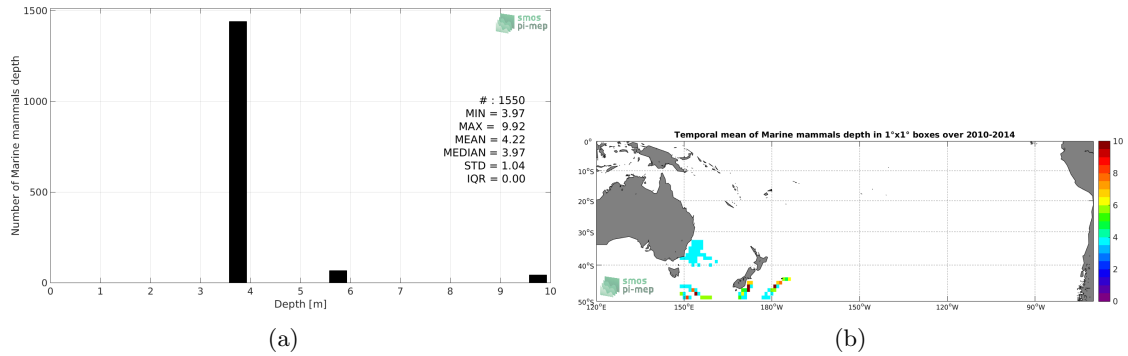 1500
1000
500
0
Number of Marine mammals depth
0 1 2 3 4 5 6 7 8 9 10
Depth [m]
smos
pi-mep
# : 1550
MIN = 3.97
MAX = 9.92
MEAN = 4.22
MEDIAN = 3.97
STD = 1.04
IQR = 0.00
(a)
Temporal mean of Marine mammals depth in 1°x1° boxes over 2010-2014
0°
10°S
20°S
30°S
40°S
50°S
120°E 150°E 180°W 150°W 120°W 90°W
10
8
6
4
2
0
smos
pi-mep
(b)